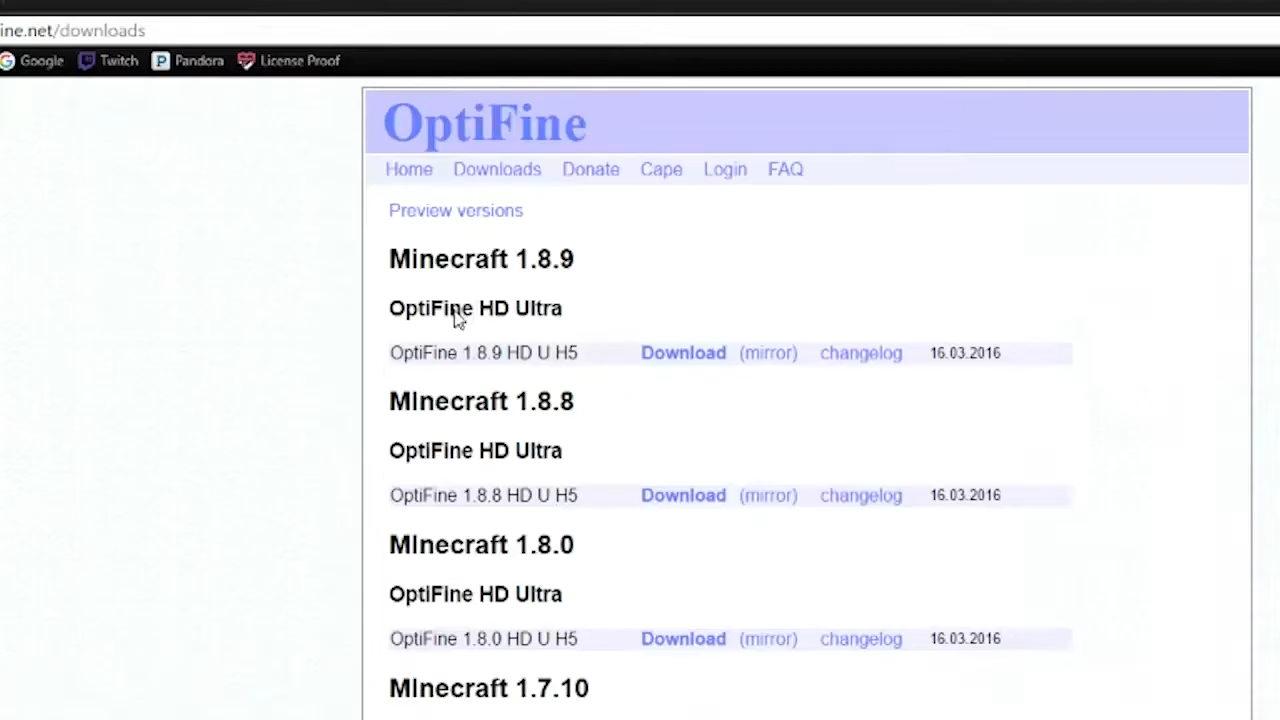 ine.net/downloads
Google Twitch Pandora License Proof
OptiFine
Home Downloads Donate Cape Login FAQ
Preview versions
Minecraft 1.8.9
OptiFine HD Ultra
OptiFine 1.8.9 HD U H5 Download (mirror) changelog 16.03.2016
Minecraft 1.8.8
OptiFine HD Ultra
OptiFine 1.8.8 HD U H5 Download (mirror) changelog 16.03.2016
Minecraft 1.8.0
OptiFine HD Ultra
OptiFine 1.8.0 HD U H5 Download (mirror) changelog 16.03.2016
Minecraft 1.7.10